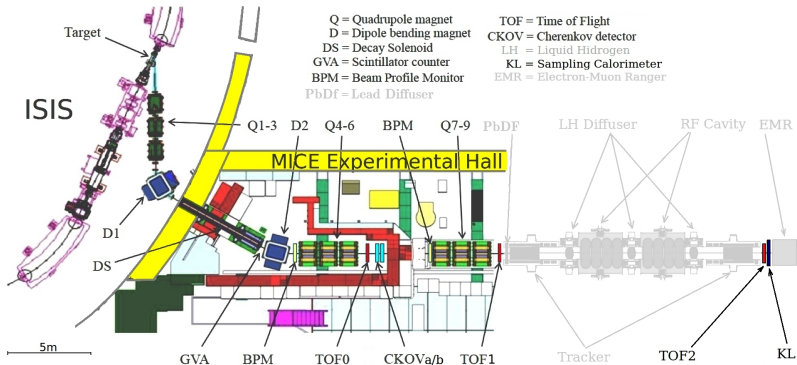 Q = Quadrupole magnet
D = Dipole bending magnet
DS = Decay Solenoid
GVA = Scintillator counter
BPM = Beam Profile Monitor
PbDf = Lead Diffuser
TOF = Time of Flight
CKOV = Cherenkov detector
LH = Liquid Hidrogen
KL = Sampling Calorimeter
EMR = Electron-Muon Ranger
Target
ISIS
Q1-3
D2
Q4-6
BPM
Q7-9
PbDF
LH Diffuser
RF Cavity
EMR
MICE Experimental Hall
D1
DS
5m
GVA
BPM
TOF0
CKOVa/b
TOF1
Tracker
TOF2
KL